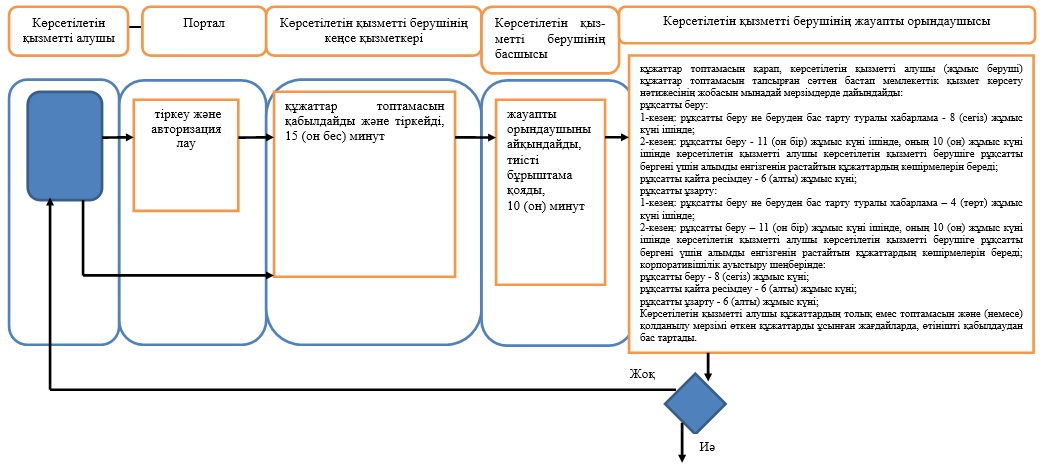 Көрсетілетін
қызметті алушы
Портал
Көрсетілетін қызметті берушінің
кеңсе қызметкері
Көрсетілетін қыз-
метті берушінің
басшысы
Көрсетілетін қызметті берушінің жауапты орындаушысы
тіркеу және
авторизация
лау
құжаттар топтамасын
қабылдайды және тіркейді,
15 (он бес) минут
жауапты
орындаушыны
айқындайды,
тиісті
бұрыштама
қояды,
10 (он) минут
құжаттар топтамасын қарап, көрсетілетін қызметті алушы (жұмыс беруші)
құжаттар топтамасын тапсырған сәттен бастап мемлекеттік қызмет көрсету
нәтижесінің жобасын мынадай мерзімдерде дайындайды:
рұқсатты беру:
1-кезең: рұқсатты беру не беруден бас тарту туралы хабарлама - 8 (сегіз) жұмыс
күні ішінде;
2-кезең: рұқсатты беру - 11 (он бір) жұмыс күні ішінде, оның 10 (он) жұмыс күні
ішінде көрсетілетін қызметті алушы көрсетілетін қызметті берушіге рұқсатты
бергені үшін алымды енгізгенін растайтын құжаттардың көшірмелерін береді;
рұқсатты қайта ресімдеу - 6 (алты) жұмыс күні;
рұқсатты ұзарту:
1-кезең: рұқсатты беру не беруден бас тарту туралы хабарлама – 4 (төрт) жұмыс
күні ішінде;
2-кезең: рұқсатты беру – 11 (он бір) жұмыс күні ішінде, оның 10 (он) жұмыс күні
ішінде көрсетілетін қызметті алушы көрсетілетін қызметті берушіге рұқсатты
бергені үшін алымды енгізгенін растайтын құжаттардың көшірмелерін береді;
корпоративішілік ауыстыру шеңберінде:
рұқсатты беру - 8 (сегіз) жұмыс күні;
рұқсатты қайта ресімдеу - 6 (алты) жұмыс күні;
рұқсатты ұзарту - 6 (алты) жұмыс күні;
Көрсетілетін қызметті алушы құжаттардың толық емес топтамасын және (немесе)
қолданылу мерзімі өткен құжаттарды ұсынған жағдайларда, өтінішті қабылдаудан
бас тартады.
Жоқ
Иә